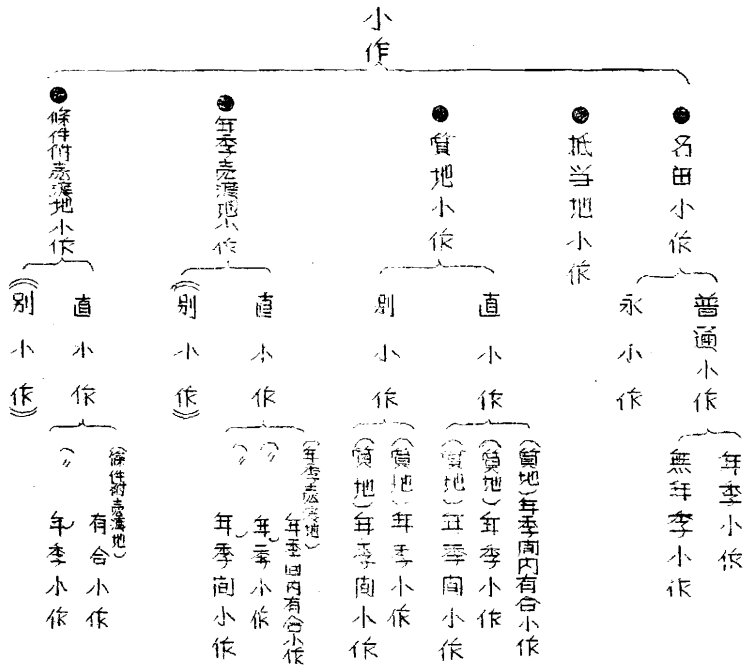 小作
●名田小作
普通小作
年季小作
無年季小作
永小作
●抵当地小作
●質地小作
直小作
(質地)年季間内有合小作
(質地)年季小作
(質地)年季間小作
別小作
(質地)年季小作
(質地)年季間小作
●年季売渡地小作
直小作
(年季売渡地)年季間内有合小作
(〃)年季小作
(〃)年季間小作
((別小作))
●條件附売渡地小作
直小作
(條件附売渡地)有合小作
(〃)年季小作
((別小作))